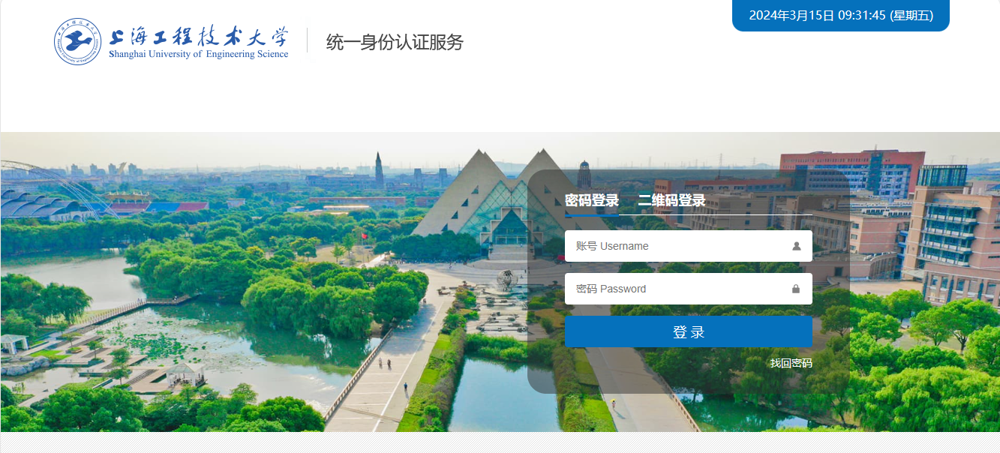 2024年3月15日 09:31:45 (星期五)
上海工程技术大学
Shanghai University of Engineering Science
统一身份认证服务
密码登录 二维码登录
账号 Username
密码 Password
登 录
找回密码